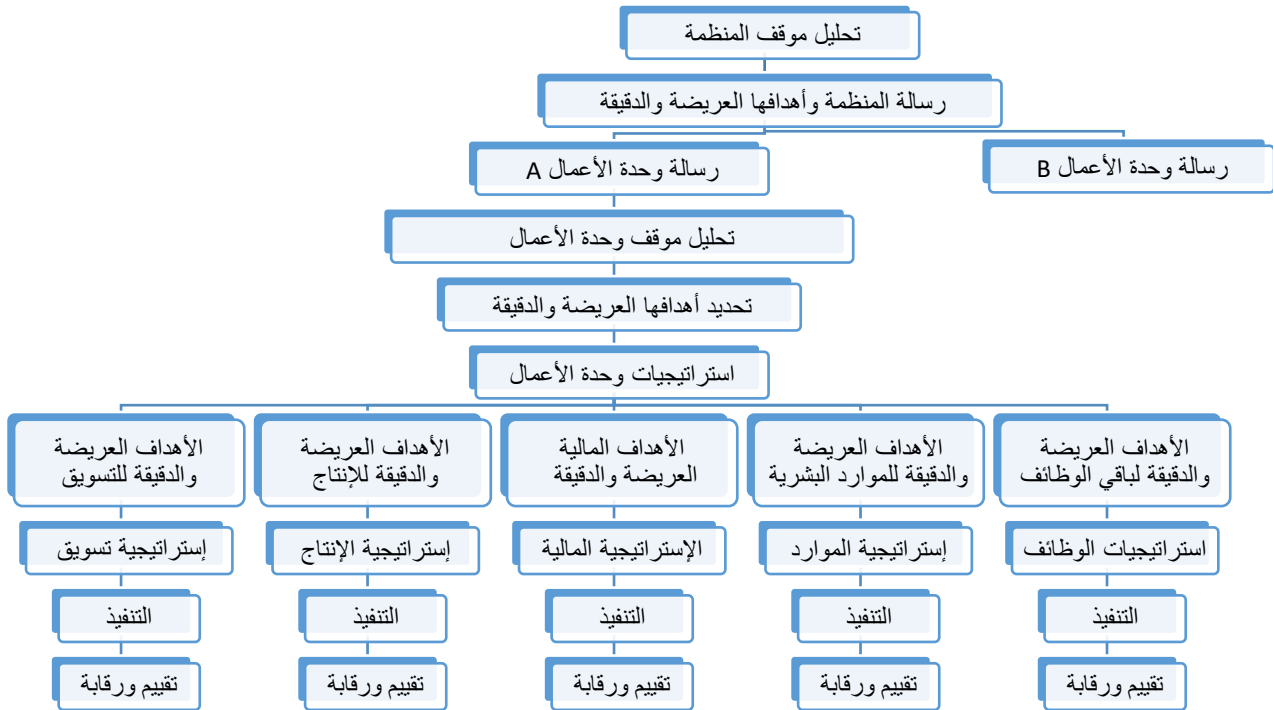 تحليل موقف المنظمة
رسالة المنظمة وأهدافها العريضة والدقيقة
رسالة وحدة الأعمال B
رسالة وحدة الأعمال A
تحليل موقف وحدة الأعمال
تحديد أهدافها العريضة والدقيقة
استراتيجيات وحدة الأعمال
الأهداف العريضة
والدقيقة لباقي الوظائف
الأهداف العريضة
والدقيقة للموارد البشرية
الأهداف المالية
العريضة والدقيقة
الأهداف العريضة
والدقيقة للإنتاج
الأهداف العريضة
والدقيقة للتسويق
استراتيجيات الوظائف
إستراتيجية الموارد
الإستراتيجية المالية
إستراتيجية الإنتاج
إستراتيجية تسويق
التنفيذ
التنفيذ
التنفيذ
التنفيذ
التنفيذ
تقييم ورقابة
تقييم ورقابة
تقييم ورقابة
تقييم ورقابة
تقييم ورقابة